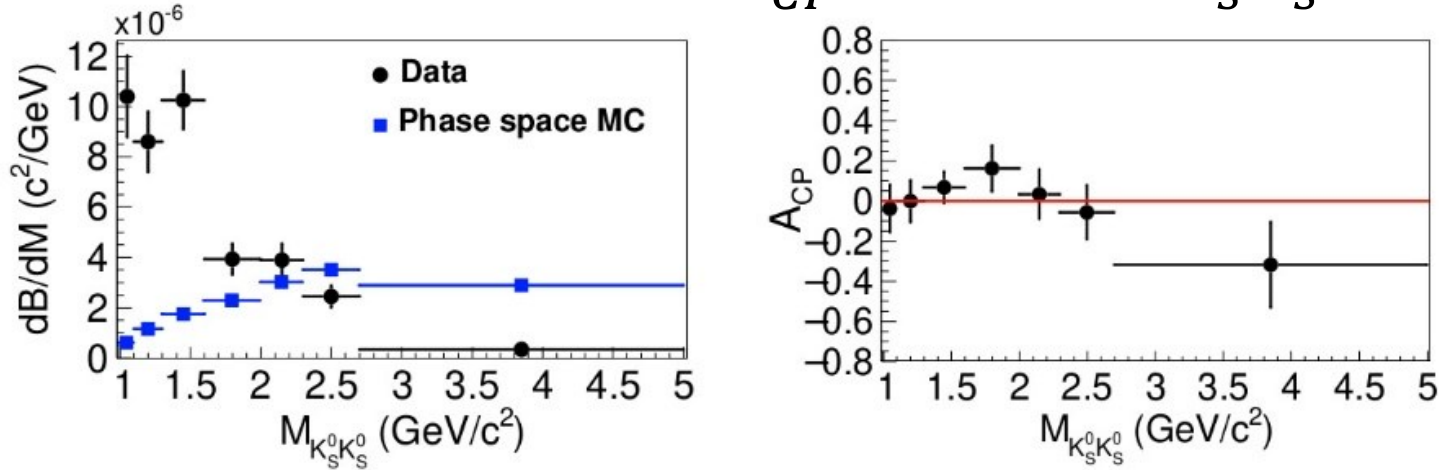 x10⁻⁶
12
10
8
6
4
2
0
dB/dM (c²/GeV)
Data
Phase space MC
1 1.5 2 2.5 3 3.5 4 4.5 5
M_{K⁰_S K⁰_S} (GeV/c²)
0.8
0.6
0.4
0.2
0
−0.2
−0.4
−0.6
−0.8
A_{CP}
1 1.5 2 2.5 3 3.5 4 4.5 5
M_{K⁰_S K⁰_S} (GeV/c²)